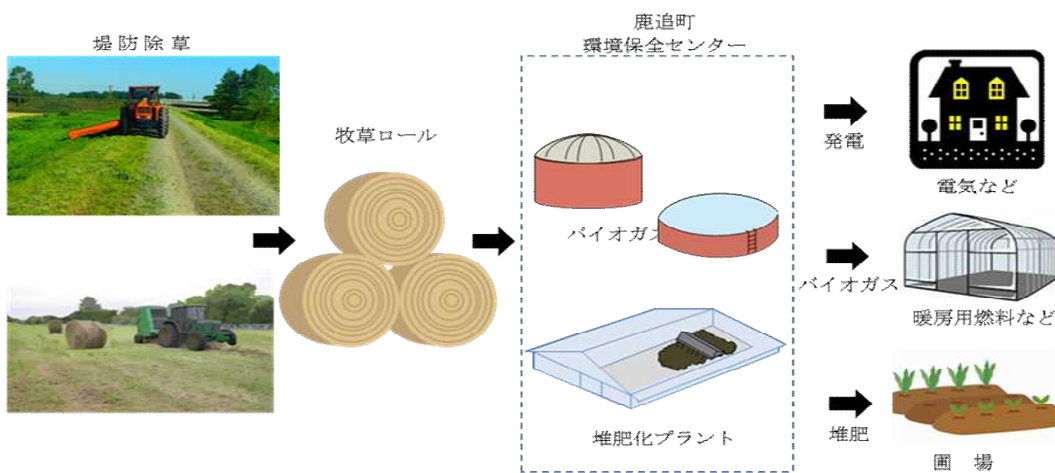 堤防除草
牧草ロール
鹿追町
環境保全センター
バイオガス
堆肥化プラント
発電
電気など
バイオガス
暖房用燃料など
堆肥
圃場